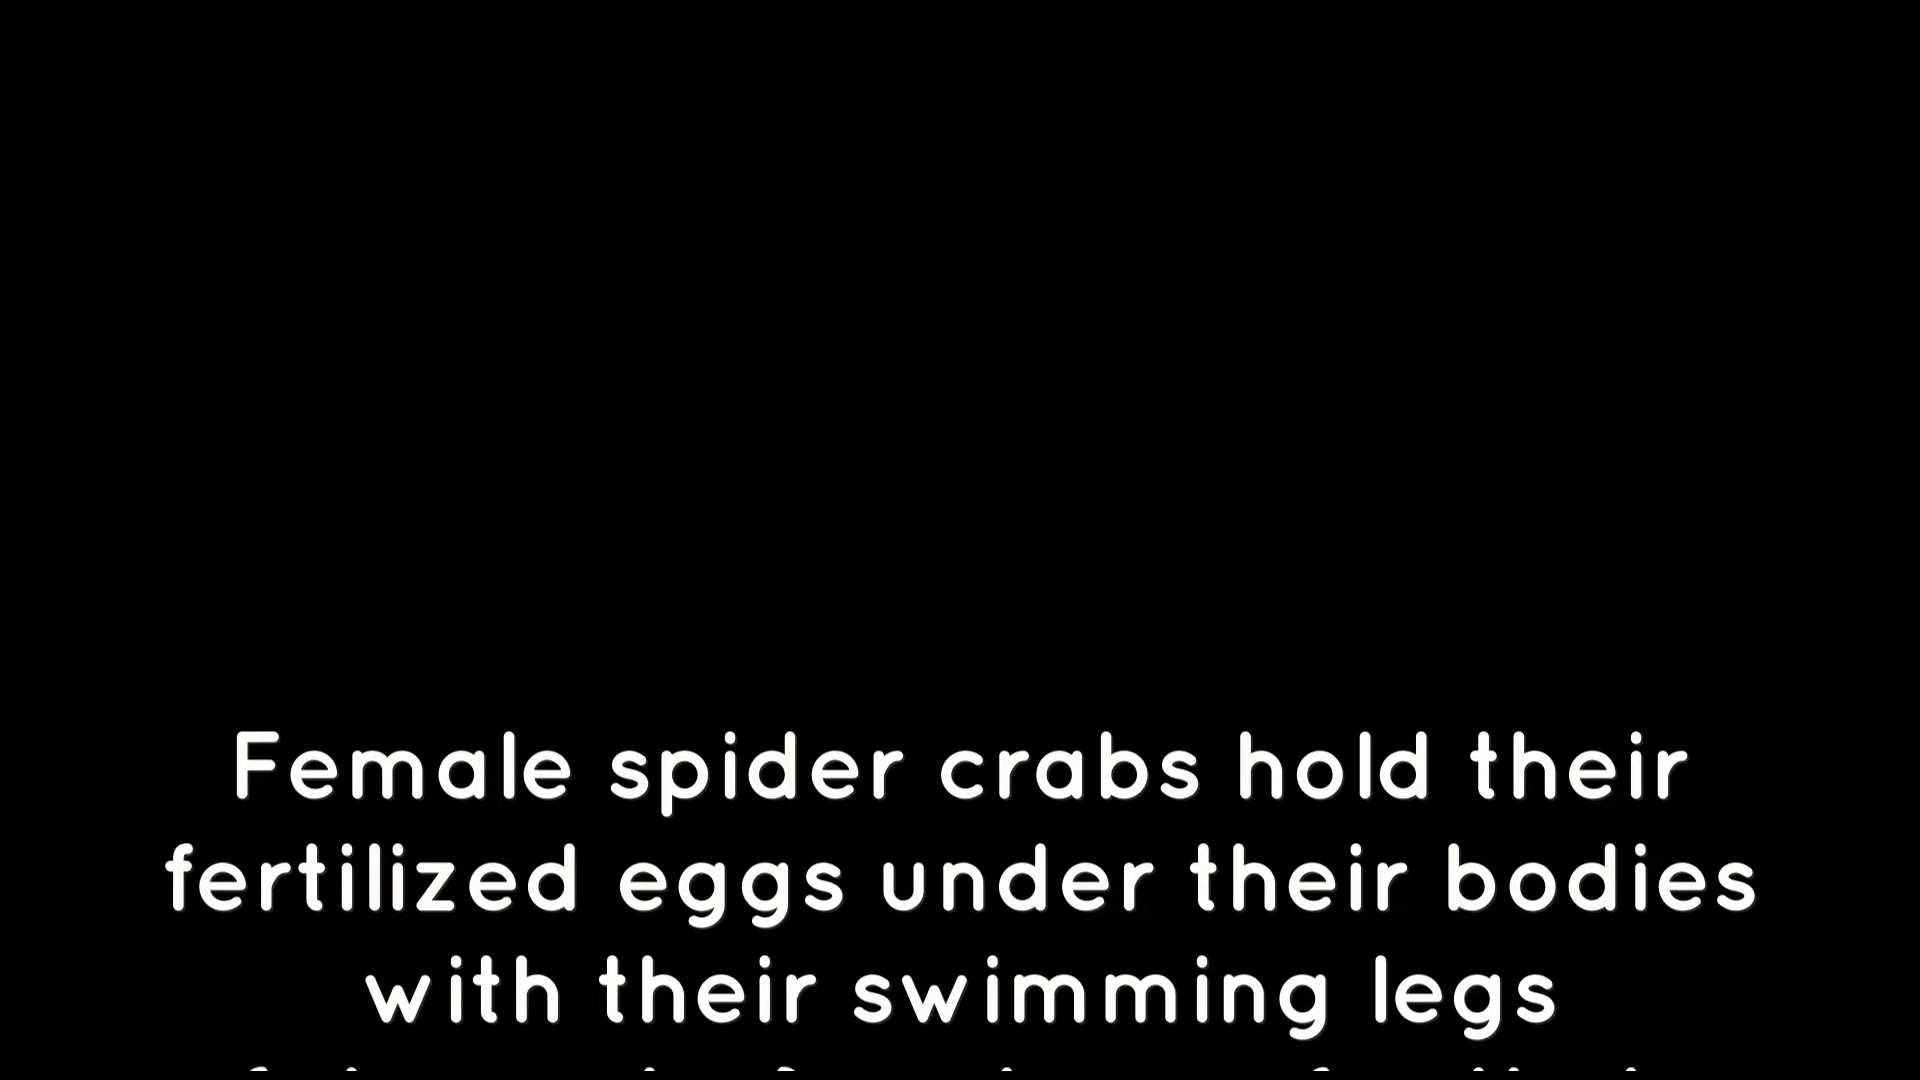 Female spider crabs hold their
fertilized eggs under their bodies
with their swimming legs